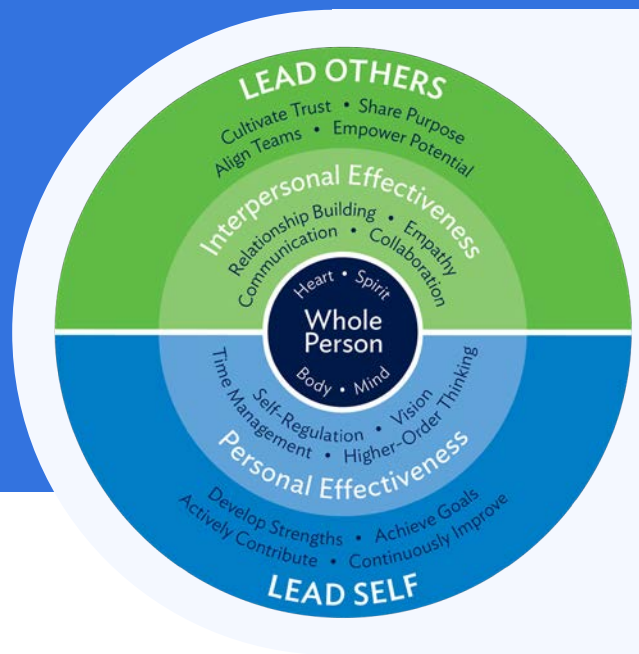 LEAD OTHERS
Cultivate Trust • Share Purpose
Align Teams • Empower Potential
Interpersonal Effectiveness
Relationship Building • Empathy
Communication • Collaboration
Heart • Spirit
Whole
Person
Body • Mind
Self-Regulation • Vision
Time Management • Higher-Order Thinking
Personal Effectiveness
Develop Strengths • Achieve Goals
Actively Contribute • Continuously Improve
LEAD SELF